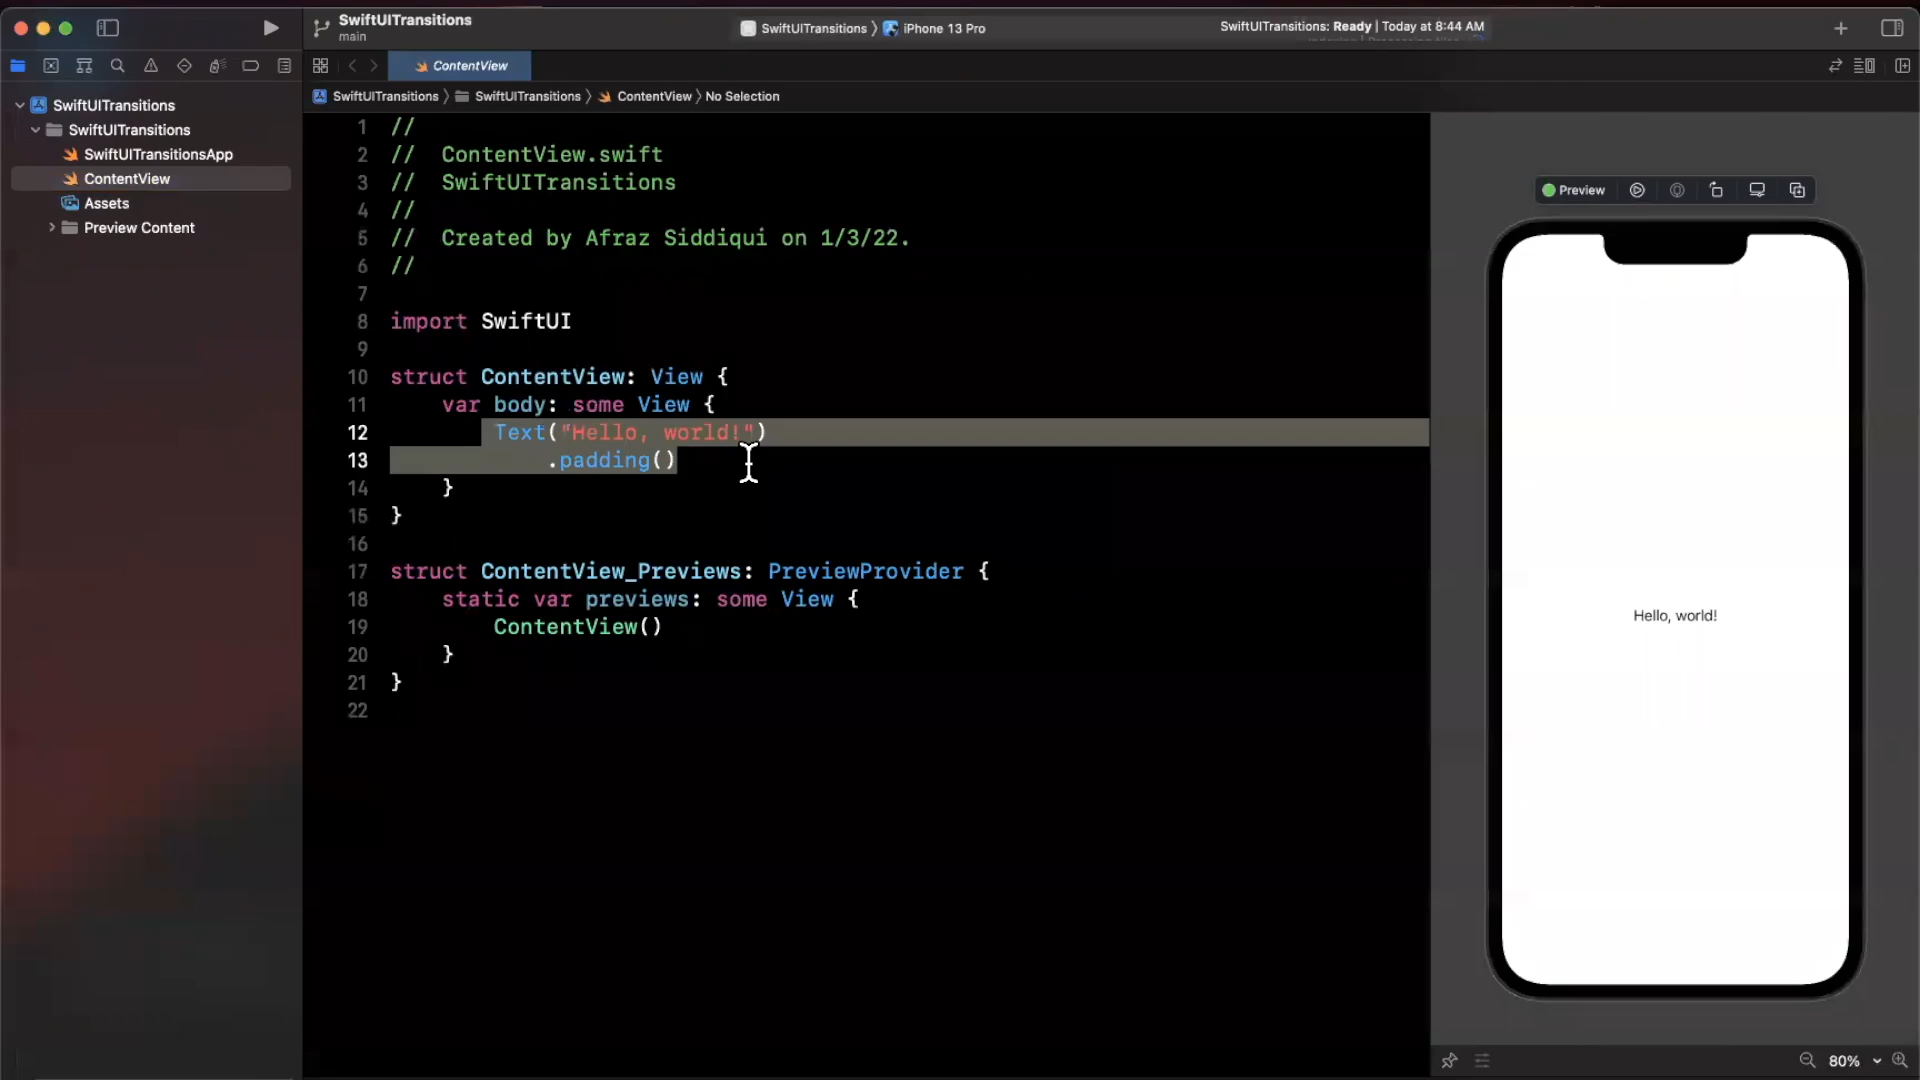 SwiftUITransitions
main
SwiftUITransitions 〉 iPhone 13 Pro
SwiftUITransitions: Ready | Today at 8:44 AM
ContentView
SwiftUITransitions 〉 SwiftUITransitions 〉 ContentView 〉 No Selection
SwiftUITransitions
SwiftUITransitions
SwiftUITransitionsApp
ContentView
Assets
Preview Content
1 //
2 //  ContentView.swift
3 //  SwiftUITransitions
4 //
5 //  Created by Afraz Siddiqui on 1/3/22.
6 //
7
8 import SwiftUI
9
10 struct ContentView: View {
11     var body: some View {
12         Text("Hello, world!")
13             .padding()
14     }
15 }
16
17 struct ContentView_Previews: PreviewProvider {
18     static var previews: some View {
19         ContentView()
20     }
21 }
22
Preview
Hello, world!
80%